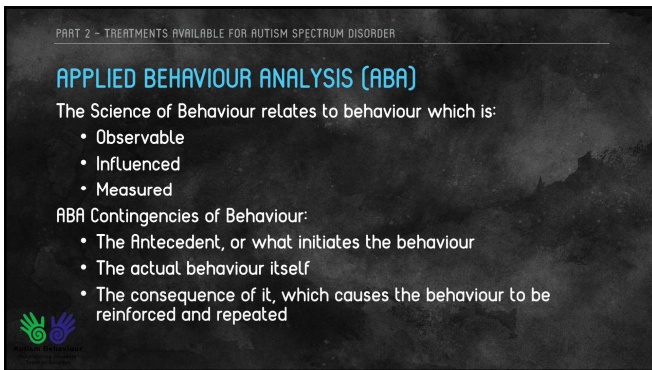 PART 2 – TREATMENTS AVAILABLE FOR AUTISM SPECTRUM DISORDER
APPLIED BEHAVIOUR ANALYSIS (ABA)
The Science of Behaviour relates to behaviour which is:
• Observable
• Influenced
• Measured
ABA Contingencies of Behaviour:
• The Antecedent, or what initiates the behaviour
• The actual behaviour itself
• The consequence of it, which causes the behaviour to be
reinforced and repeated
Autism Behaviour